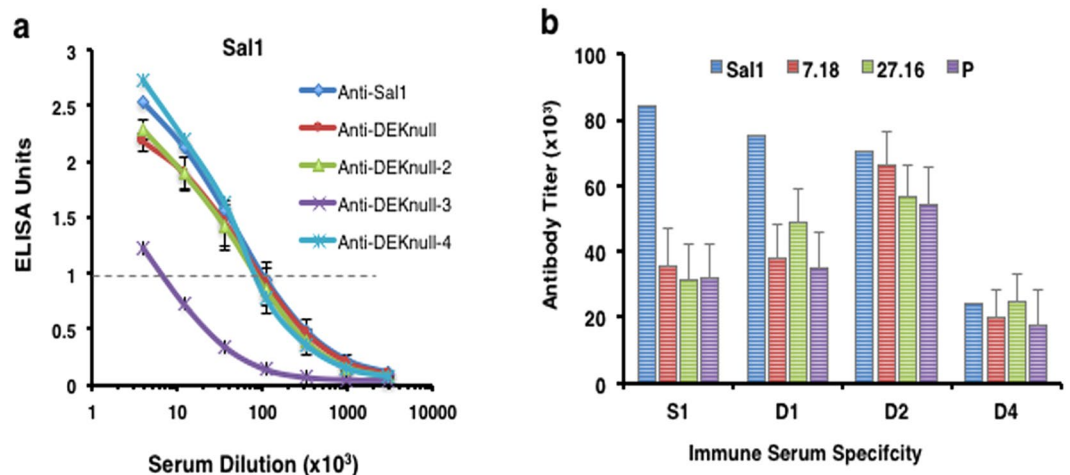 a
Sal1
3
2.5
2
1.5
1
0.5
0
ELISA Units
Anti-Sal1
Anti-DEKnull
Anti-DEKnull-2
Anti-DEKnull-3
Anti-DEKnull-4
1 10 100 1000 10000
Serum Dilution (x10³)
b
Sal1 7.18 27.16 P
100
80
60
40
20
0
Antibody Titer (x10³)
S1 D1 D2 D4
Immune Serum Specifcity